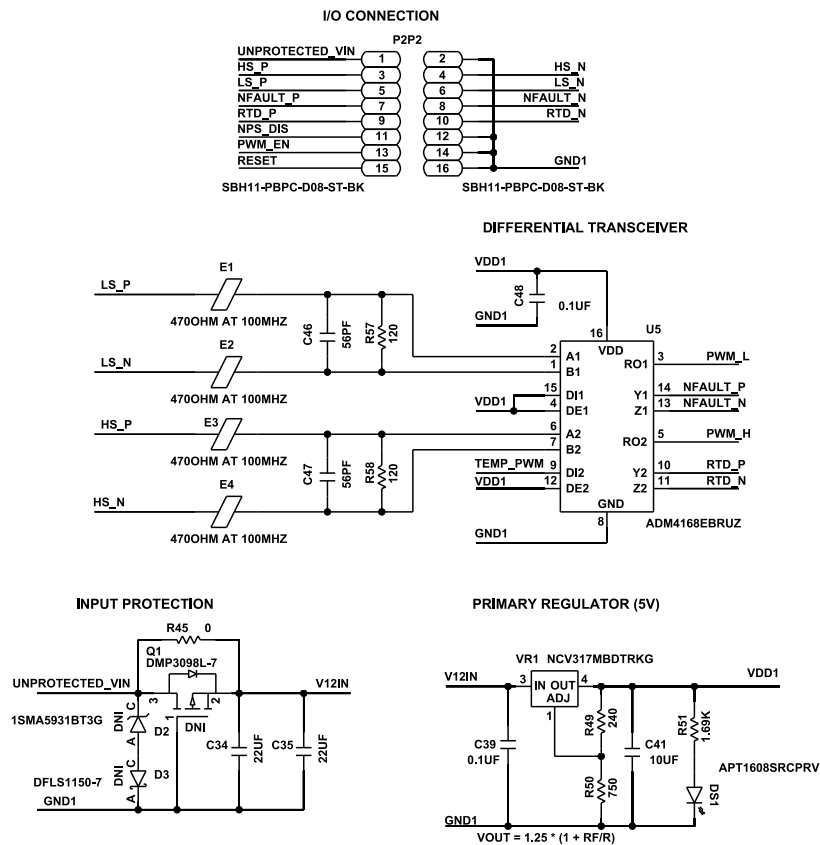 I/O CONNECTION
P2P2
UNPROTECTED_VIN 1 2
HS_P 3 4 HS_N
LS_P 5 6 LS_N
NFAULT_P 7 8 NFAULT_N
RTD_P 9 10 RTD_N
NPS_DIS 11 12
PWM_EN 13 14
RESET 15 16 GND1
SBH11-PBPC-D08-ST-BK SBH11-PBPC-D08-ST-BK
DIFFERENTIAL TRANSCEIVER
E1
LS_P
470OHM AT 100MHZ
C46
56PF
R57
120
E2
LS_N
470OHM AT 100MHZ
HS_P E3
470OHM AT 100MHZ
C47
56PF
R58
120
E4
HS_N
470OHM AT 100MHZ
VDD1
C48
0.1UF
GND1
16 U5
VDD
2 A1
1 B1
RO1 3 PWM_L
15 DI1
VDD1 4 DE1
Y1 14 NFAULT_P
Z1 13 NFAULT_N
6 A2
7 B2
RO2 5 PWM_H
TEMP_PWM 9 DI2
VDD1 12 DE2
Y2 10 RTD_P
Z2 11 RTD_N
GND
8
GND1
ADM4168EBRUZ
INPUT PROTECTION
R45 0
Q1
DMP3098L-7
UNPROTECTED_VIN
3 2 V12IN
1
DNI
1SMA5931BT3G
C
DNI
A
D2
C
DNI
A
D3
DFLS1150-7
GND1
C34
22UF
C35
22UF
PRIMARY REGULATOR (5V)
VR1 NCV317MBDTRKG
V12IN 3 IN OUT 4 VDD1
ADJ
1
C39
0.1UF
R49
240
R50
750
C41
10UF
R51
1.69K
APT1608SRCPRV
DS1
GND1
VOUT = 1.25 * (1 + RF/R)